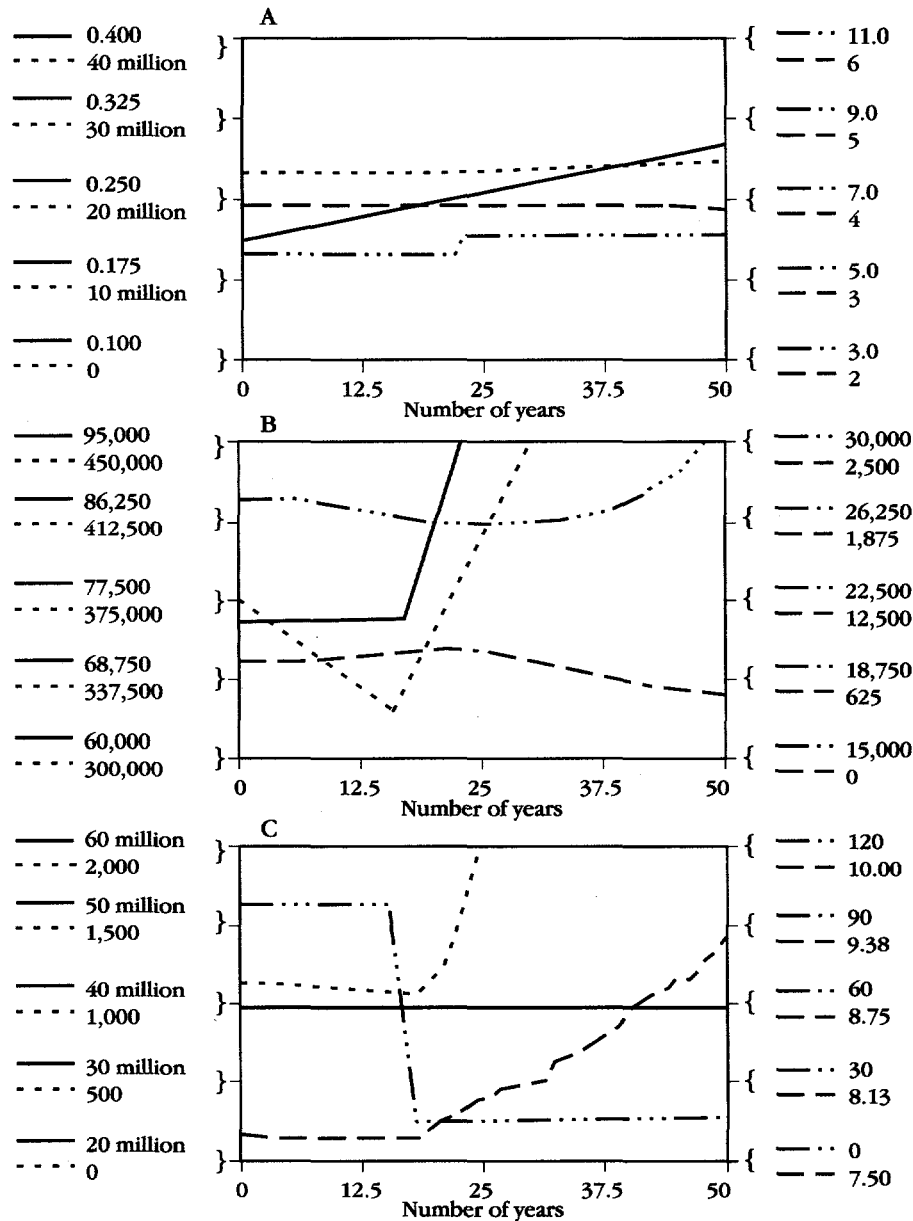 A
0.400
40 million
0.325
30 million
0.250
20 million
0.175
10 million
0.100
0
11.0
6
9.0
5
7.0
4
5.0
3
3.0
2
0 12.5 25 37.5 50
Number of years
B
95,000
450,000
86,250
412,500
77,500
375,000
68,750
337,500
60,000
300,000
30,000
2,500
26,250
1,875
22,500
12,500
18,750
625
15,000
0
0 12.5 25 37.5 50
Number of years
C
60 million
2,000
50 million
1,500
40 million
1,000
30 million
500
20 million
0
120
10.00
90
9.38
60
8.75
30
8.13
0
7.50
0 12.5 25 37.5 50
Number of years